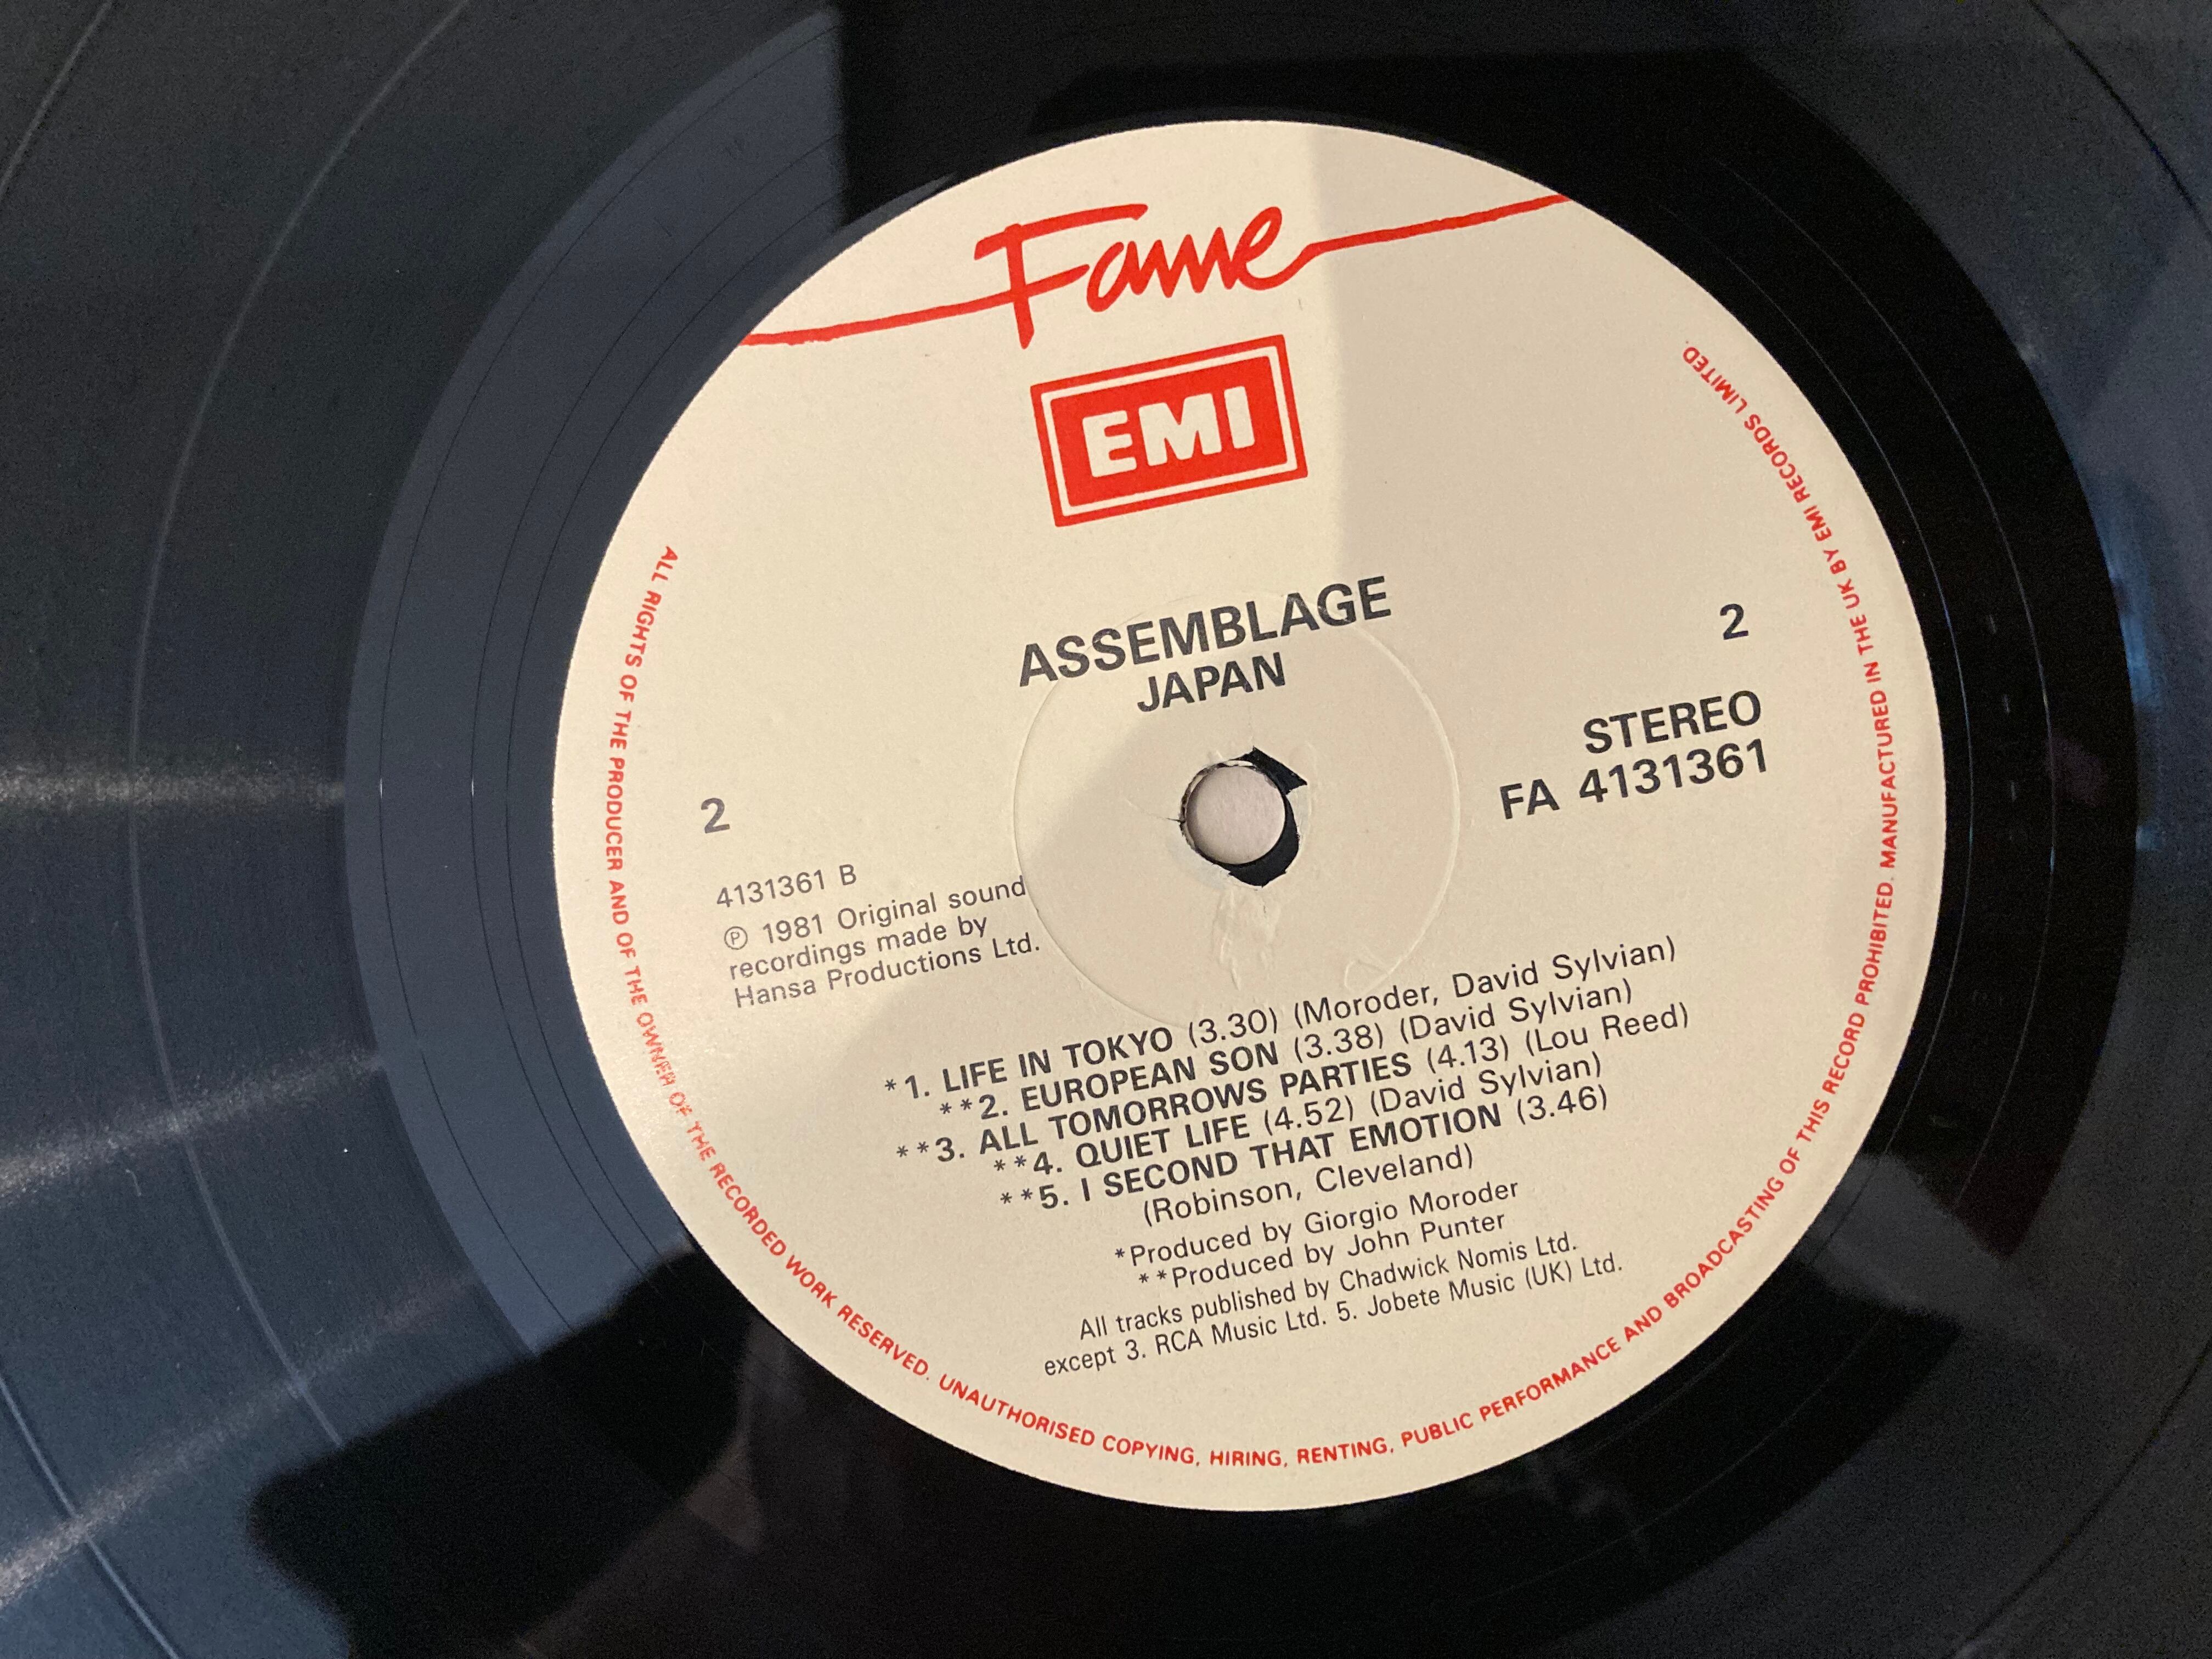 Fame
EMI
ASSEMBLAGE
JAPAN
2
STEREO
FA 4131361
2
4131361 B
Ⓟ 1981 Original sound
recordings made by
Hansa Productions Ltd.
*1. LIFE IN TOKYO (3.30) (Moroder, David Sylvian)
**2. EUROPEAN SON (3.38) (David Sylvian)
**3. ALL TOMORROWS PARTIES (4.13) (Lou Reed)
**4. QUIET LIFE (4.52) (David Sylvian)
**5. I SECOND THAT EMOTION (3.46)
(Robinson, Cleveland)
*Produced by Giorgio Moroder
**Produced by John Punter
All tracks published by Chadwick Nomis Ltd.
except 3. RCA Music Ltd. 5. Jobete Music (UK) Ltd.
ALL RIGHTS OF THE PRODUCER AND OF THE OWNER OF THE RECORDED WORK RESERVED. UNAUTHORISED COPYING, HIRING, RENTING, PUBLIC PERFORMANCE AND BROADCASTING OF THIS RECORD PROHIBITED. MANUFACTURED IN THE UK BY EMI RECORDS LIMITED.